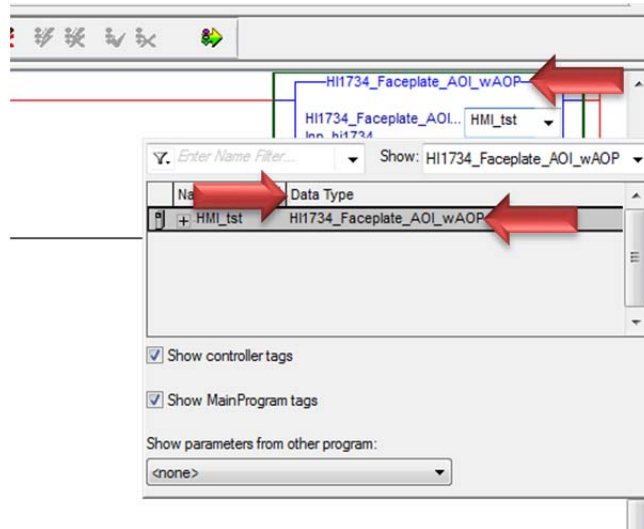 HI1734_Faceplate_AOI_wAOP
HI1734_Faceplate_AOI... HMI_tst
Inp_hi1734
Enter Name Filter... Show: HI1734_Faceplate_AOI_wAOP
Data Type
HMI_tst HI1734_Faceplate_AOI_wAOP
Show controller tags
Show MainProgram tags
Show parameters from other program:
<none>